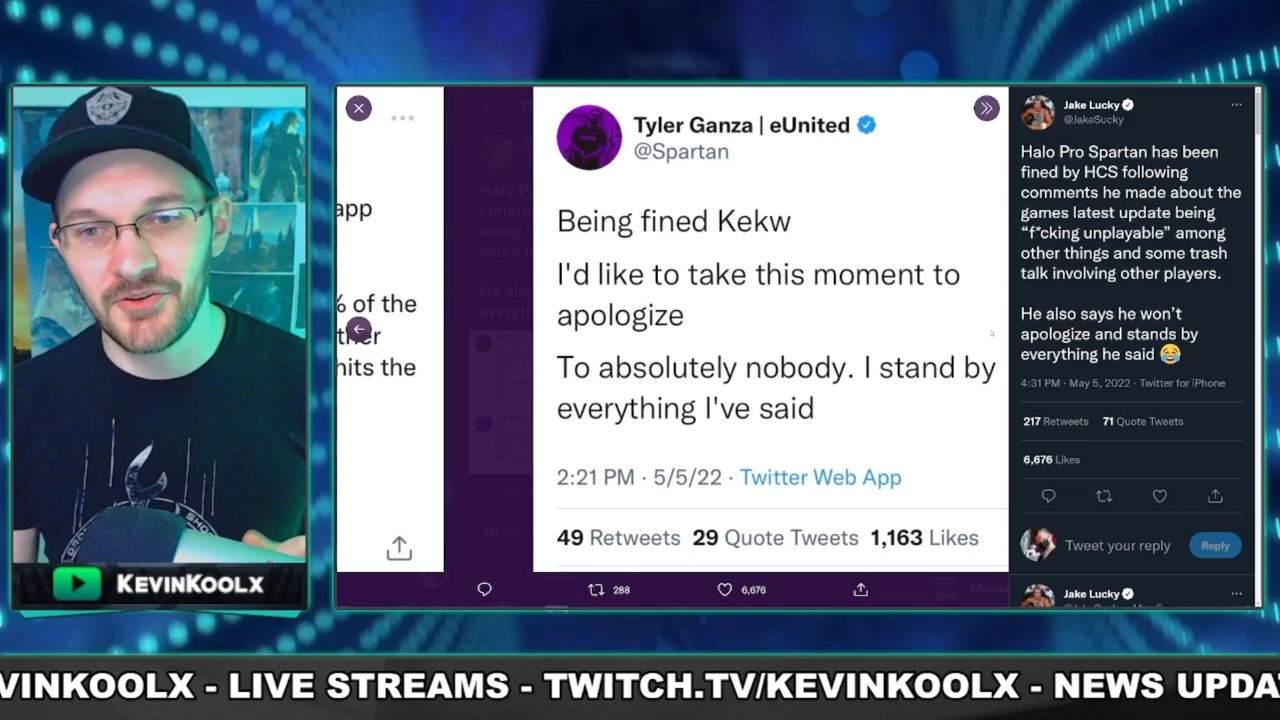 app
% of the
hits the
Tyler Ganza | eUnited
@Spartan
Being fined Kekw
I'd like to take this moment to
apologize
To absolutely nobody. I stand by
everything I've said
2:21 PM · 5/5/22 · Twitter Web App
49 Retweets 29 Quote Tweets 1,163 Likes
288
6,676
Jake Lucky
@JakeSucky
Halo Pro Spartan has been
fined by HCS following
comments he made about the
games latest update being
“f*cking unplayable” among
other things and some trash
talk involving other players.
He also says he won’t
apologize and stands by
everything he said 😂
4:31 PM · May 5, 2022 · Twitter for iPhone
217 Retweets 71 Quote Tweets
6,676 Likes
Tweet your reply
Reply
Jake Lucky
KEVINKOOLX
VINKOOLX - LIVE STREAMS - TWITCH.TV/KEVINKOOLX - NEWS UPDA